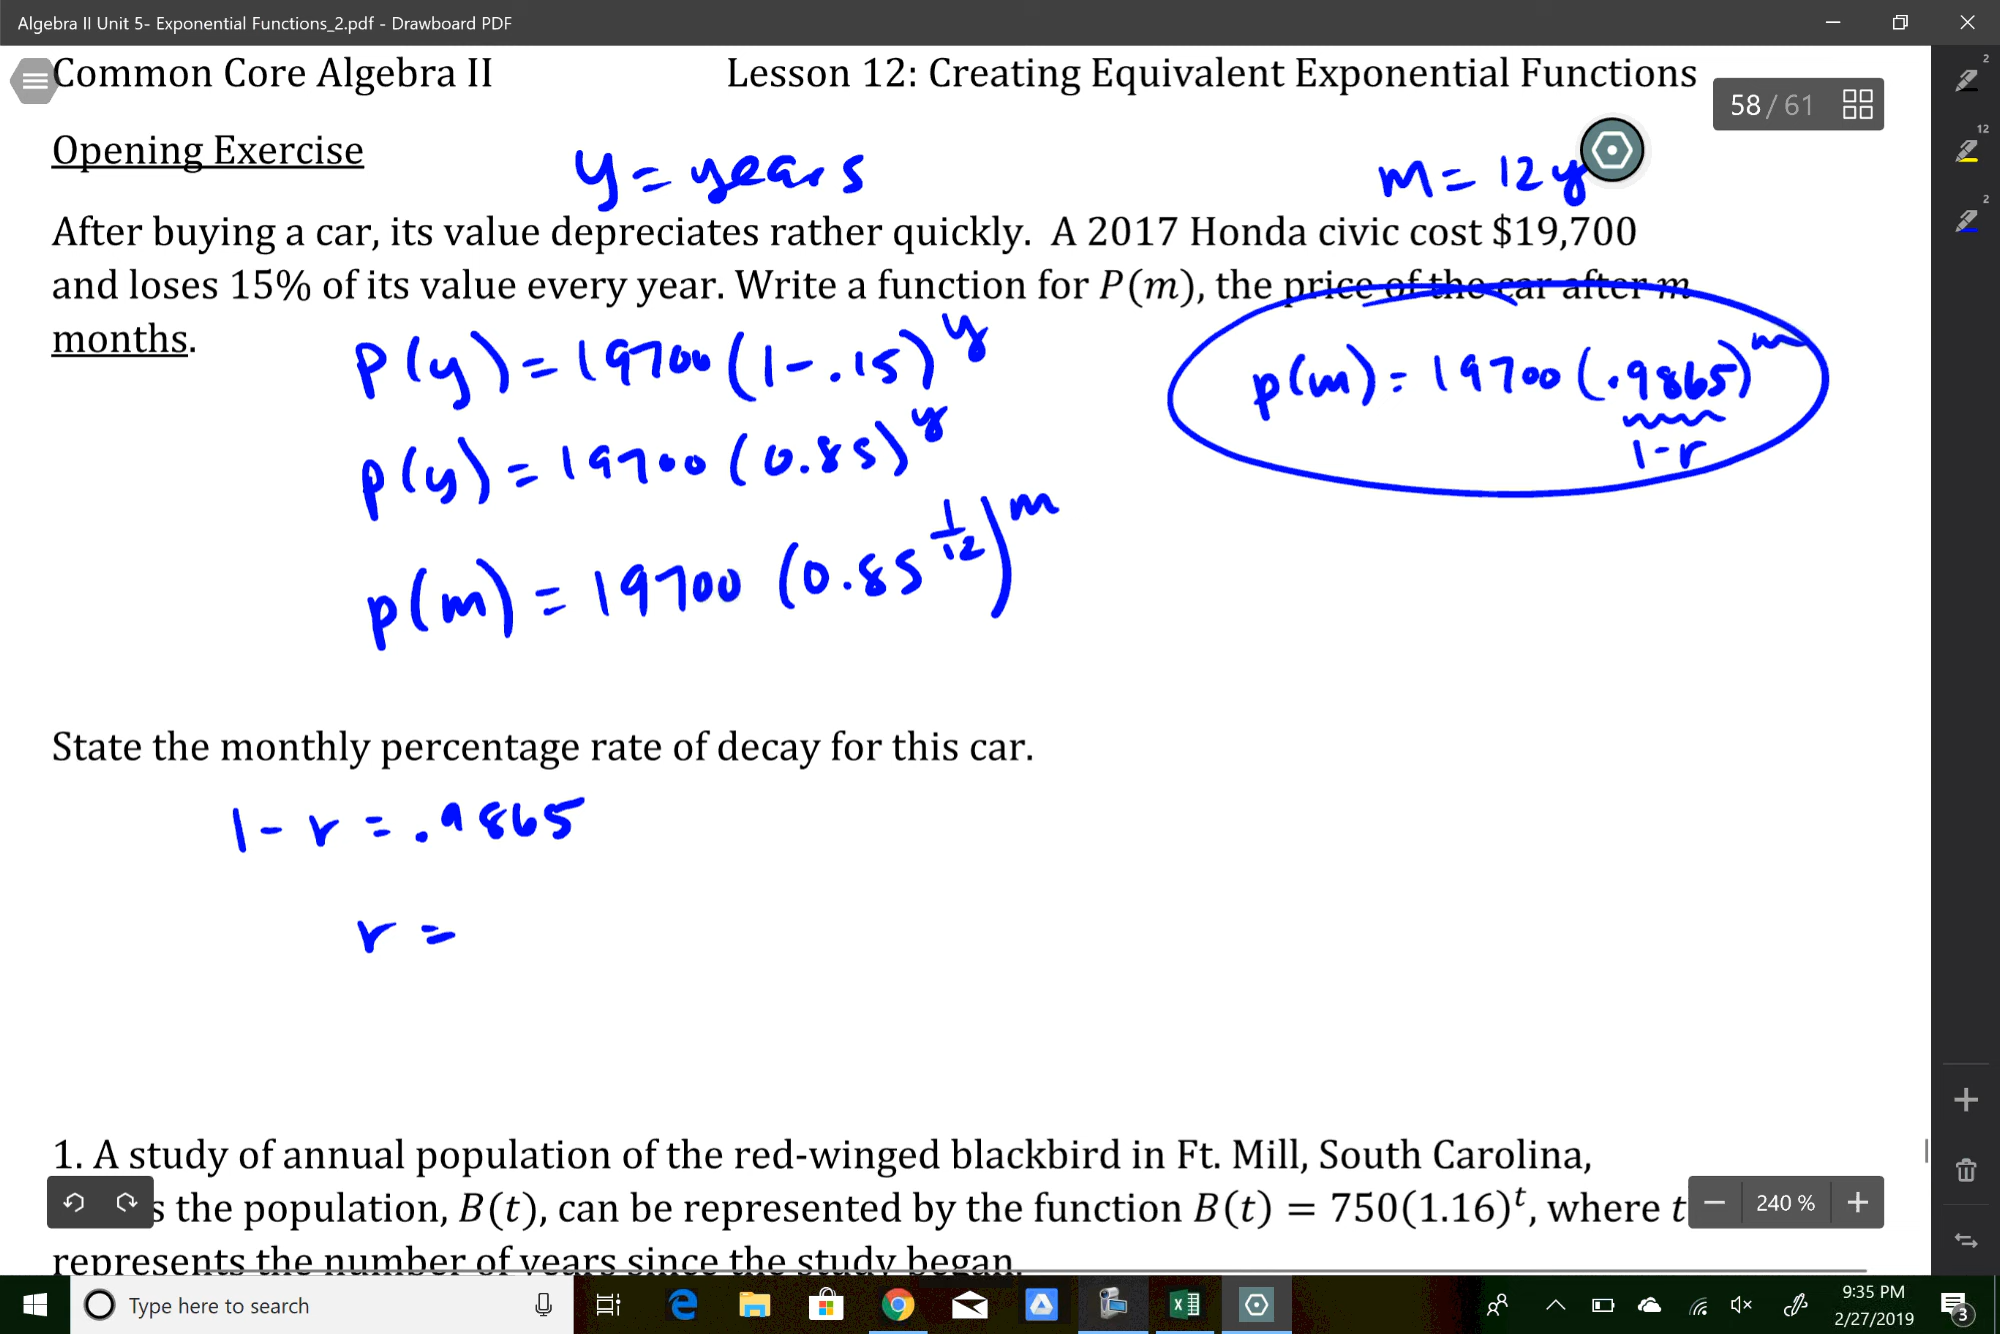 Algebra II Unit 5- Exponential Functions_2.pdf - Drawboard PDF
Common Core Algebra II Lesson 12: Creating Equivalent Exponential Functions
58 / 61
Opening Exercise
y = years
m = 12y
After buying a car, its value depreciates rather quickly. A 2017 Honda civic cost $19,700
and loses 15% of its value every year. Write a function for P(m), the price of the car after m
months.
P(y) = 19700 (1-.15)^y
p(y) = 19700 (0.85)^y
p(m) = 19700 (0.85^(1/12))^m
p(m) = 19700 (.9865)^m
1-r
State the monthly percentage rate of decay for this car.
1 - r = .9865
r =
1. A study of annual population of the red-winged blackbird in Ft. Mill, South Carolina,
s the population, B(t), can be represented by the function B(t) = 750(1.16)^t, where t
represents the number of years since the study began.
240 %
2
12
2
Type here to search
9:35 PM
2/27/2019
3